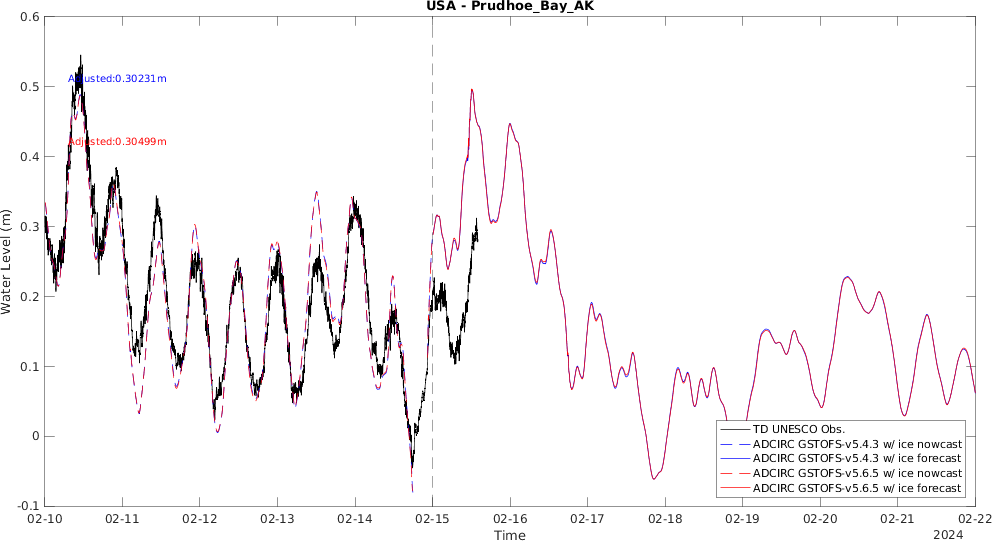 USA - Prudhoe_Bay_AK
0.6
0.5
0.4
0.3
0.2
0.1
0
-0.1
Water Level (m)
Adjusted:0.30231m
Adjusted:0.30499m
TD UNESCO Obs.
ADCIRC GSTOFS-v5.4.3 w/ ice nowcast
ADCIRC GSTOFS-v5.4.3 w/ ice forecast
ADCIRC GSTOFS-v5.6.5 w/ ice nowcast
ADCIRC GSTOFS-v5.6.5 w/ ice forecast
02-10 02-11 02-12 02-13 02-14 02-15 02-16 02-17 02-18 02-19 02-20 02-21 02-22
Time
2024